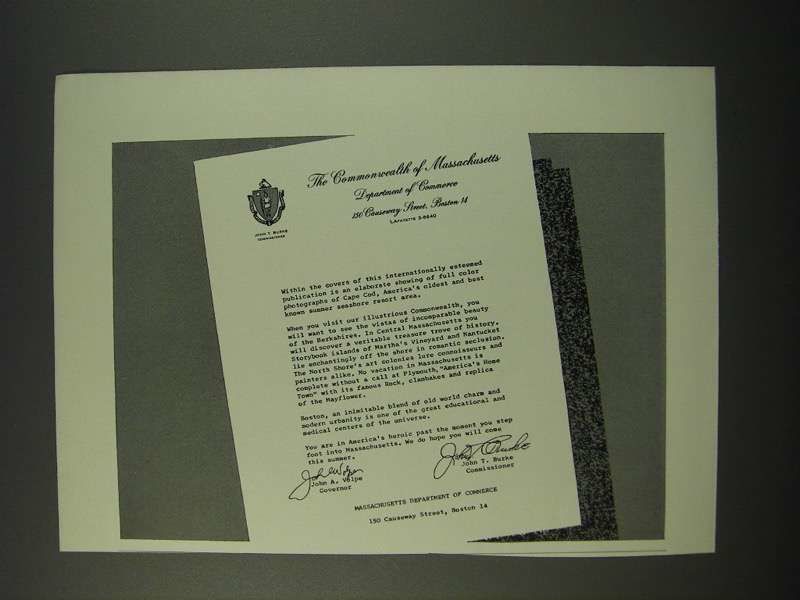 The Commonwealth of Massachusetts
Department of Commerce
150 Causeway Street, Boston 14
LAFAYETTE 3-6640
JOHN T. BURKE
COMMISSIONER
Within the covers of this internationally esteemed
publication is an elaborate showing of full color
photographs of Cape Cod, America's oldest and best
known summer seashore resort area.
When you visit our illustrious Commonwealth, you
will want to see the vistas of incomparable beauty
of the Berkshires. In Central Massachusetts you
will discover a veritable treasure trove of history.
Storybook islands of Martha's Vineyard and Nantucket
lie enchantingly off the shore in romantic seclusion.
The North Shore's art colonies lure connoisseurs and
painters alike. No vacation in Massachusetts is
complete without a call at Plymouth,"America's Home
Town" with its famous Rock, clambakes and replica
of the Mayflower.
Boston, an inimitable blend of old world charm and
modern urbanity is one of the great educational and
medical centers of the universe.
You are in America's heroic past the moment you step
foot into Massachusetts. We do hope you will come
this summer.
John A Volpe
John T. Burke
John A. Volpe
Governor
John T. Burke
Commissioner
MASSACHUSETTS DEPARTMENT OF COMMERCE
150 Causeway Street, Boston 14